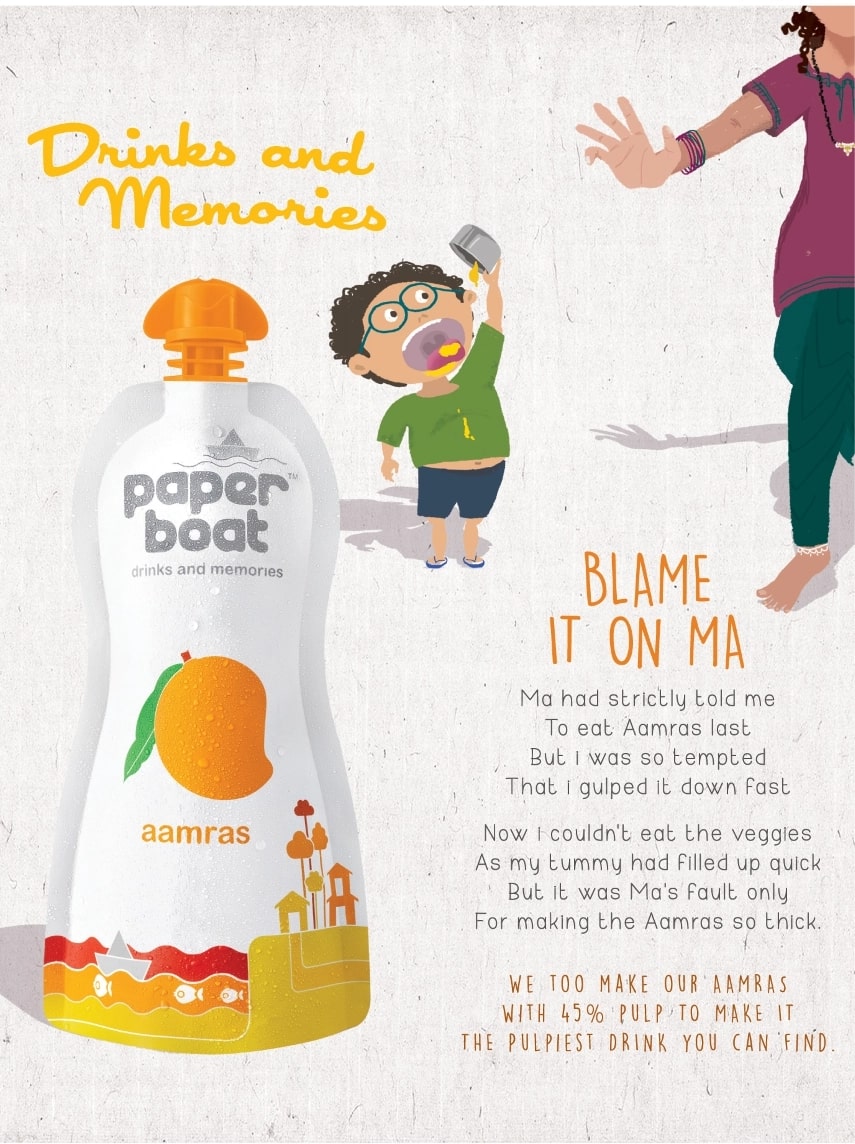 Drinks and
Memories
paper™
boat
drinks and memories
aamras
BLAME
IT ON MA
Ma had strictly told me
To eat Aamras last
But I was so tempted
That I gulped it down fast
Now I couldn't eat the veggies
As my tummy had filled up quick
But it was Ma's fault only
For making the Aamras so thick.
WE TOO MAKE OUR AAMRAS
WITH 45% PULP TO MAKE IT
THE PULPIEST DRINK YOU CAN FIND.